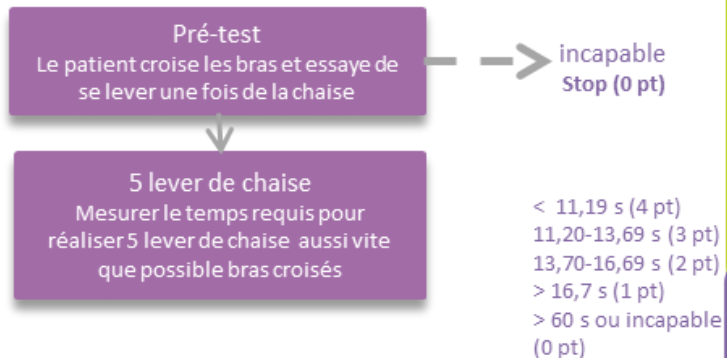 Pré-test
Le patient croise les bras et essaye de
se lever une fois de la chaise
incapable
Stop (0 pt)
5 lever de chaise
Mesurer le temps requis pour
réaliser 5 lever de chaise aussi vite
que possible bras croisés
< 11,19 s (4 pt)
11,20-13,69 s (3 pt)
13,70-16,69 s (2 pt)
> 16,7 s (1 pt)
> 60 s ou incapable
(0 pt)